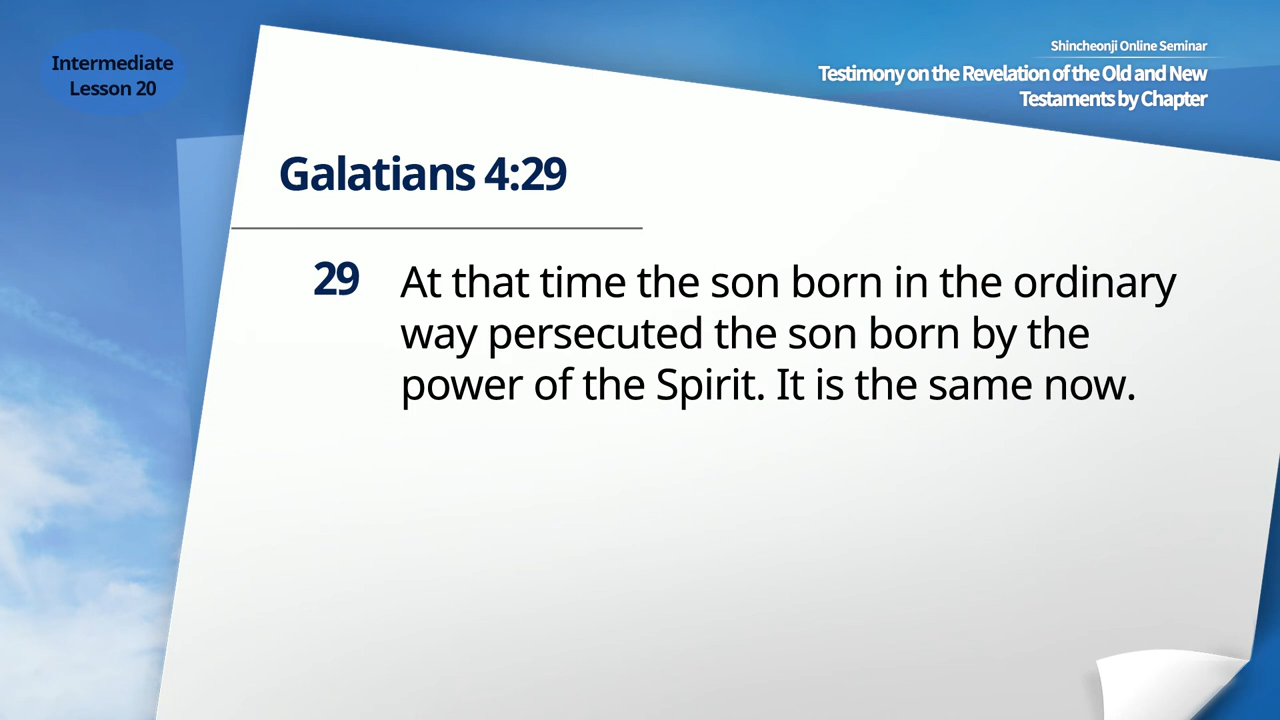 Intermediate
Lesson 20
Shincheonji Online Seminar
Testimony on the Revelation of the Old and New
Testaments by Chapter
Galatians 4:29
29 At that time the son born in the ordinary
way persecuted the son born by the
power of the Spirit. It is the same now.